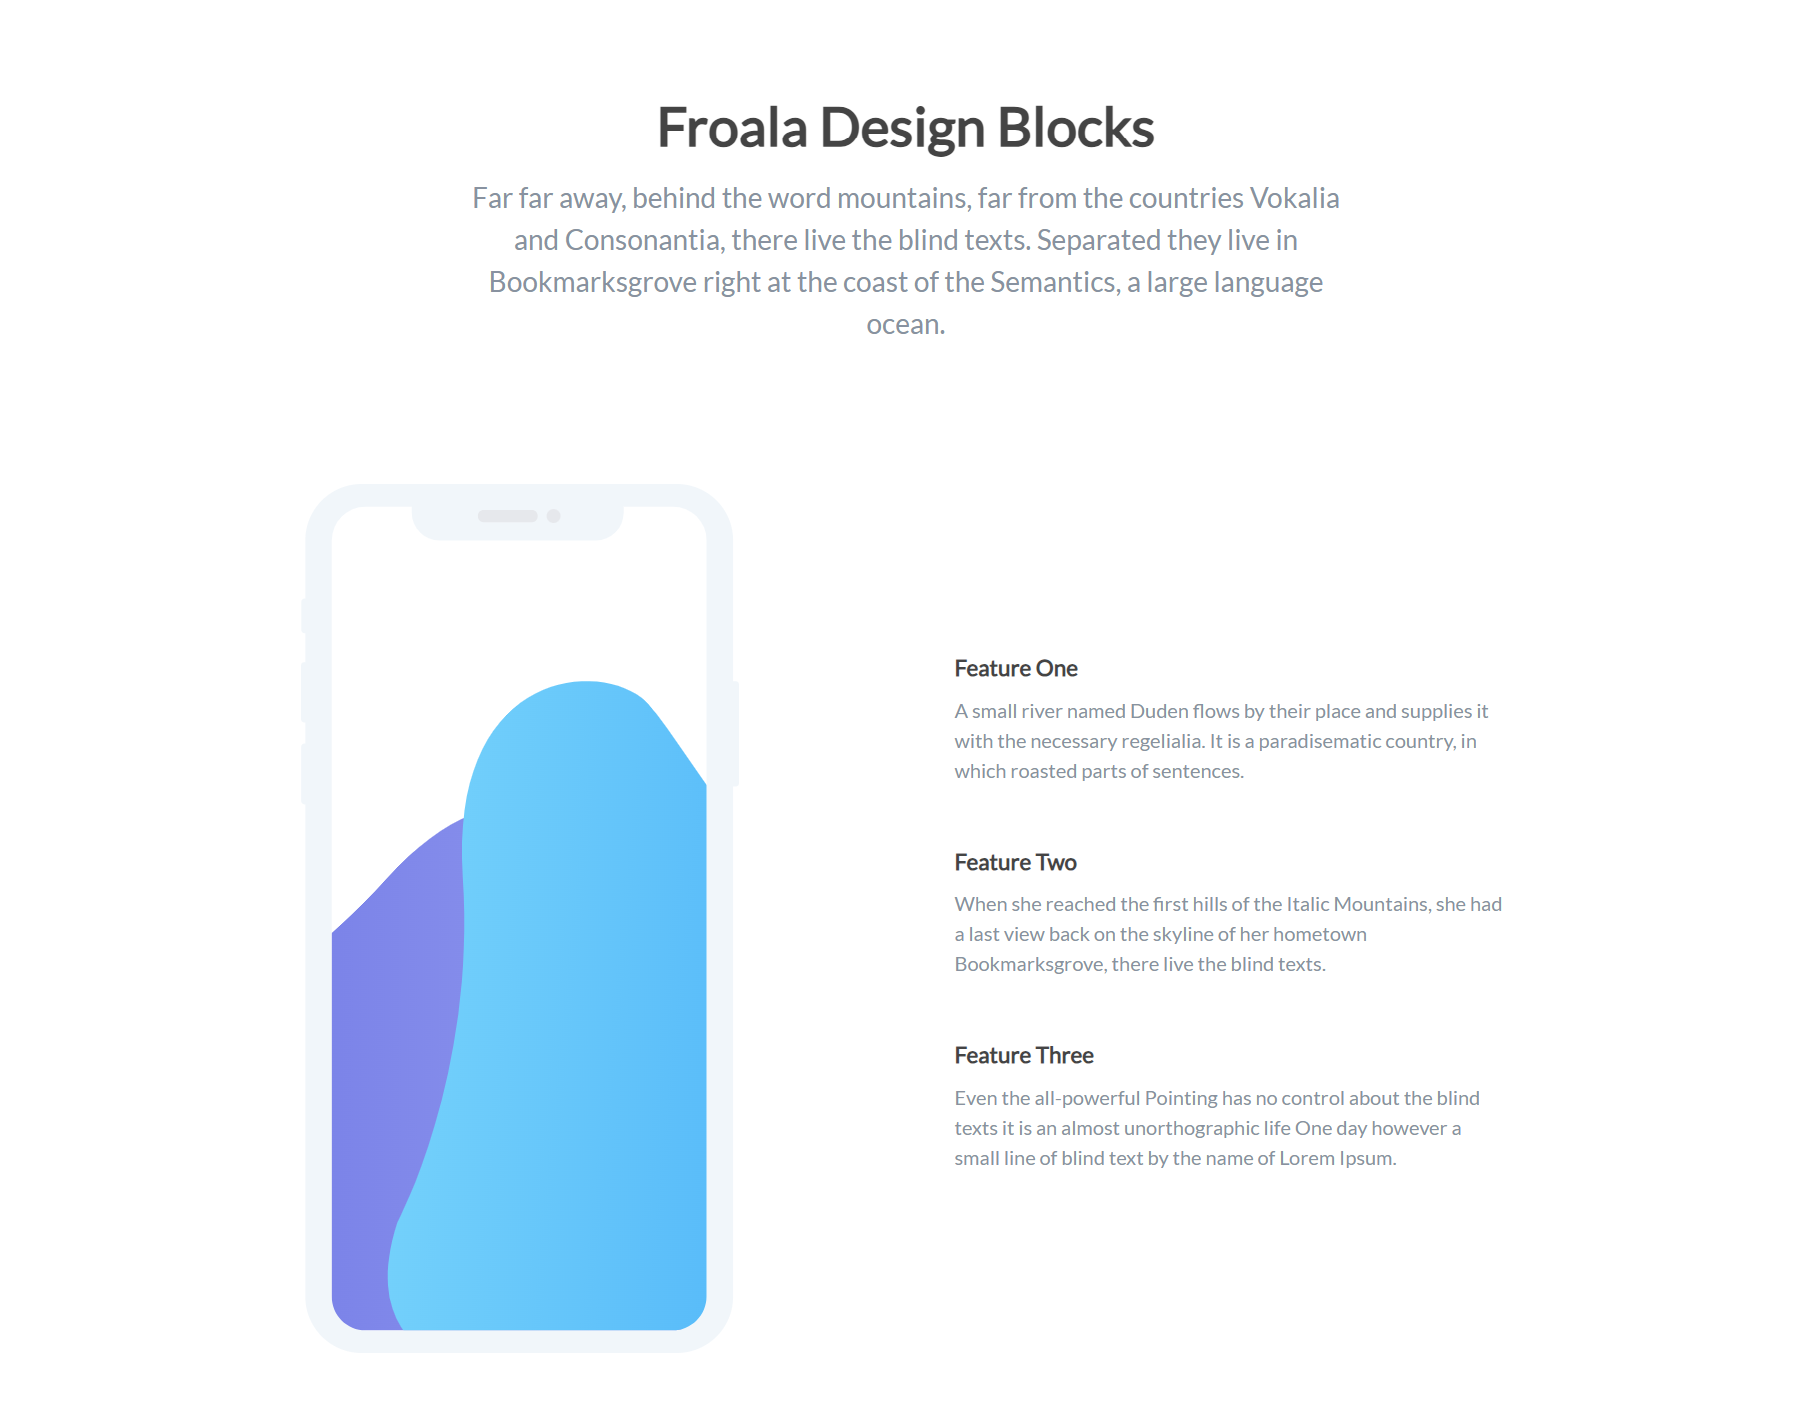 Froala Design Blocks
Far far away, behind the word mountains, far from the countries Vokalia
and Consonantia, there live the blind texts. Separated they live in
Bookmarksgrove right at the coast of the Semantics, a large language
ocean.
Feature One
A small river named Duden flows by their place and supplies it
with the necessary regelialia. It is a paradisematic country, in
which roasted parts of sentences.
Feature Two
When she reached the first hills of the Italic Mountains, she had
a last view back on the skyline of her hometown
Bookmarksgrove, there live the blind texts.
Feature Three
Even the all-powerful Pointing has no control about the blind
texts it is an almost unorthographic life One day however a
small line of blind text by the name of Lorem Ipsum.